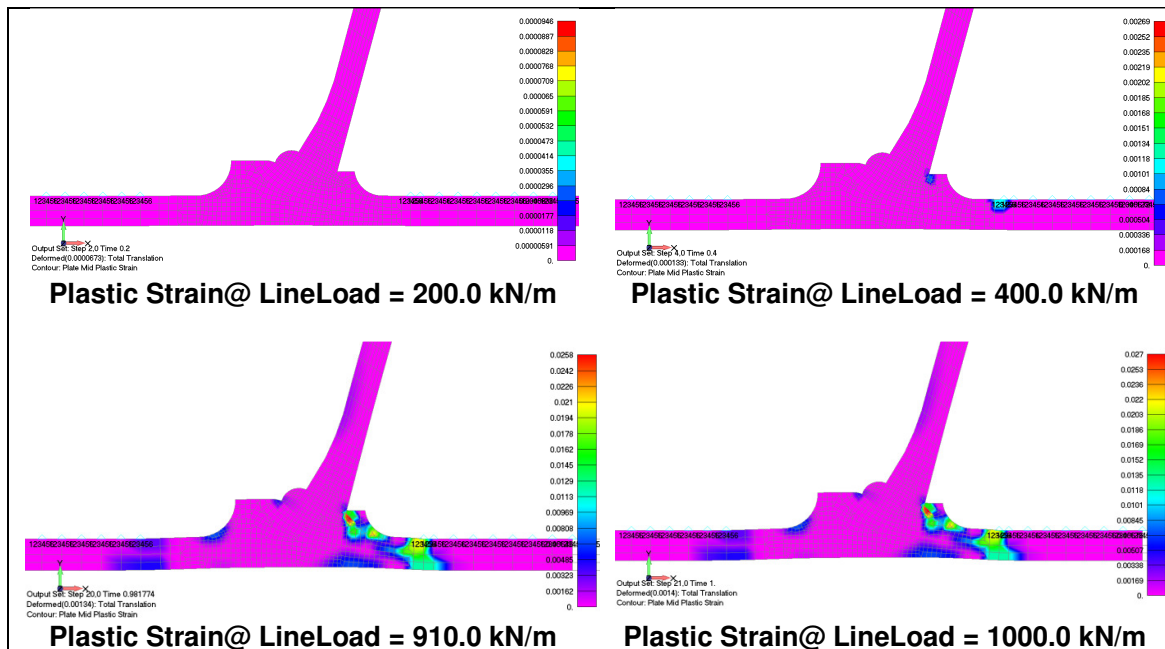 0.0000946
0.0000887
0.0000828
0.0000768
0.0000709
0.000065
0.0000591
0.0000532
0.0000473
0.0000414
0.0000355
0.0000296
0.0000236
0.0000177
0.0000118
0.00000591
0.
12345623456234562345623456
Y
X
Output Set: Step 2,0 Time 0.2
Deformed(0.0000673): Total Translation
Contour: Plate Mid Plastic Strain
Plastic Strain@ LineLoad = 200.0 kN/m
0.00269
0.00252
0.00235
0.00219
0.00202
0.00185
0.00168
0.00151
0.00134
0.00118
0.00101
0.00084
0.000504
0.000336
0.000168
0.
12345623456234562345623456
Y
X
Output Set: Step 4,0 Time 0.4
Deformed(0.000133): Total Translation
Contour: Plate Mid Plastic Strain
Plastic Strain@ LineLoad = 400.0 kN/m
0.0258
0.0242
0.0226
0.021
0.0194
0.0178
0.0162
0.0145
0.0129
0.0113
0.00969
0.00808
0.00485
0.00323
0.00162
0.
12345623456234562345623456
Y
X
Output Set: Step 20,0 Time 0.981774
Deformed(0.00134): Total Translation
Contour: Plate Mid Plastic Strain
Plastic Strain@ LineLoad = 910.0 kN/m
0.027
0.0253
0.0237
0.022
0.0203
0.0186
0.0169
0.0152
0.0135
0.0118
0.0101
0.00845
0.00507
0.00338
0.00169
0.
12345623456234562345623456
Y
X
Output Set: Step 21,0 Time 1.
Deformed(0.0014): Total Translation
Contour: Plate Mid Plastic Strain
Plastic Strain@ LineLoad = 1000.0 kN/m